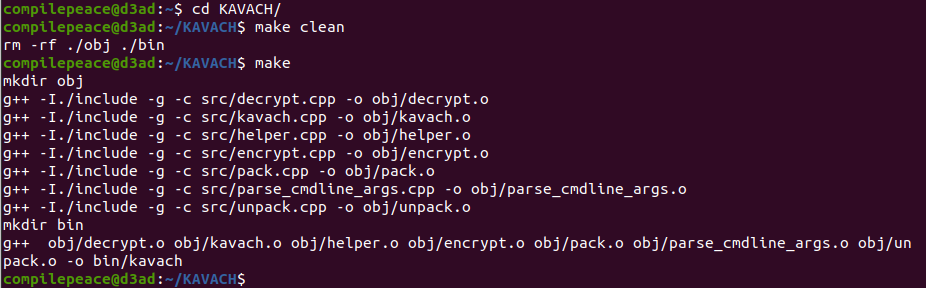 compilepeace@d3ad:~$ cd KAVACH/
compilepeace@d3ad:~/KAVACH$ make clean
rm -rf ./obj ./bin
compilepeace@d3ad:~/KAVACH$ make
mkdir obj
g++ -I./include -g -c src/decrypt.cpp -o obj/decrypt.o
g++ -I./include -g -c src/kavach.cpp -o obj/kavach.o
g++ -I./include -g -c src/helper.cpp -o obj/helper.o
g++ -I./include -g -c src/encrypt.cpp -o obj/encrypt.o
g++ -I./include -g -c src/pack.cpp -o obj/pack.o
g++ -I./include -g -c src/parse_cmdline_args.cpp -o obj/parse_cmdline_args.o
g++ -I./include -g -c src/unpack.cpp -o obj/unpack.o
mkdir bin
g++  obj/decrypt.o obj/kavach.o obj/helper.o obj/encrypt.o obj/pack.o obj/parse_cmdline_args.o obj/un
pack.o -o bin/kavach
compilepeace@d3ad:~/KAVACH$